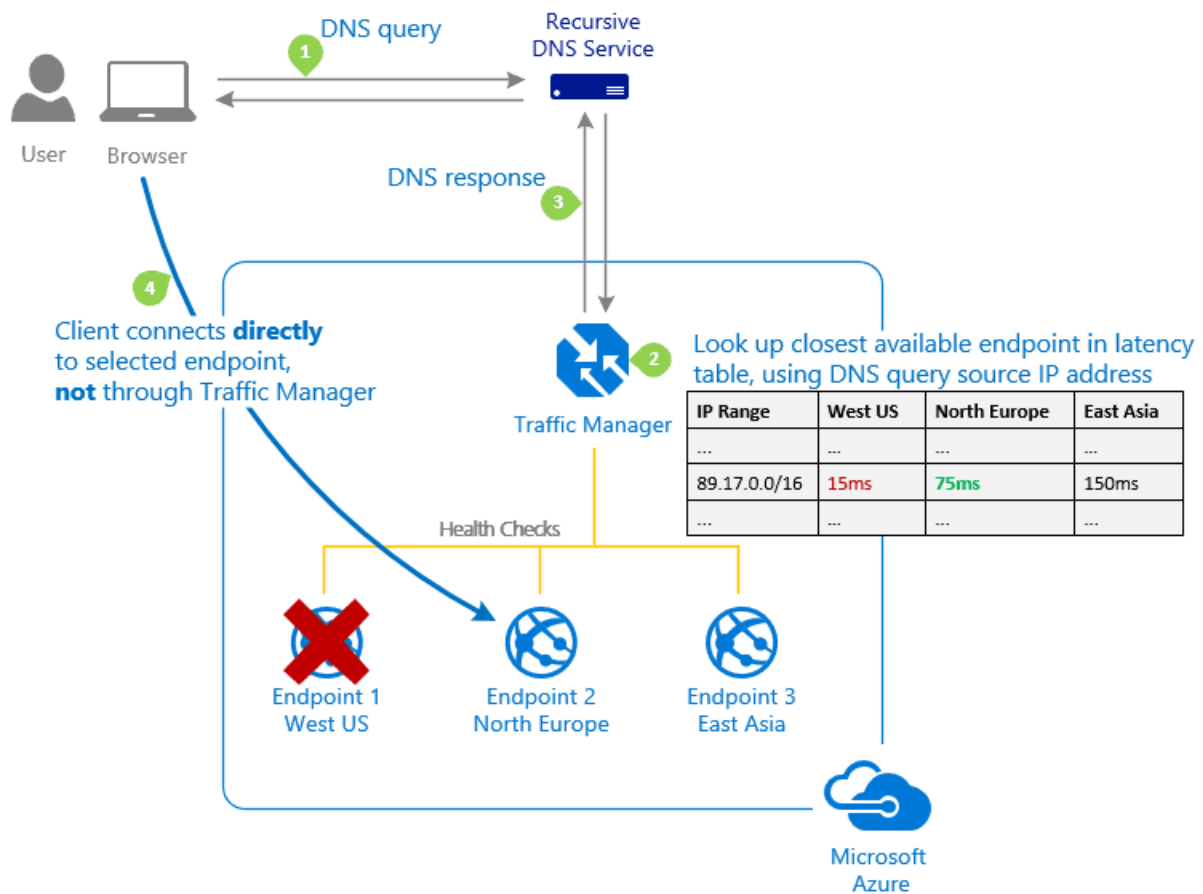 DNS query
1
Recursive
DNS Service
User
Browser
DNS response
3
4
Client connects directly
to selected endpoint,
not through Traffic Manager
2
Traffic Manager
Look up closest available endpoint in latency
table, using DNS query source IP address
IP Range West US North Europe East Asia
... ... ... ...
89.17.0.0/16 15ms 75ms 150ms
... ... ... ...
Health Checks
Endpoint 1
West US
Endpoint 2
North Europe
Endpoint 3
East Asia
Microsoft
Azure